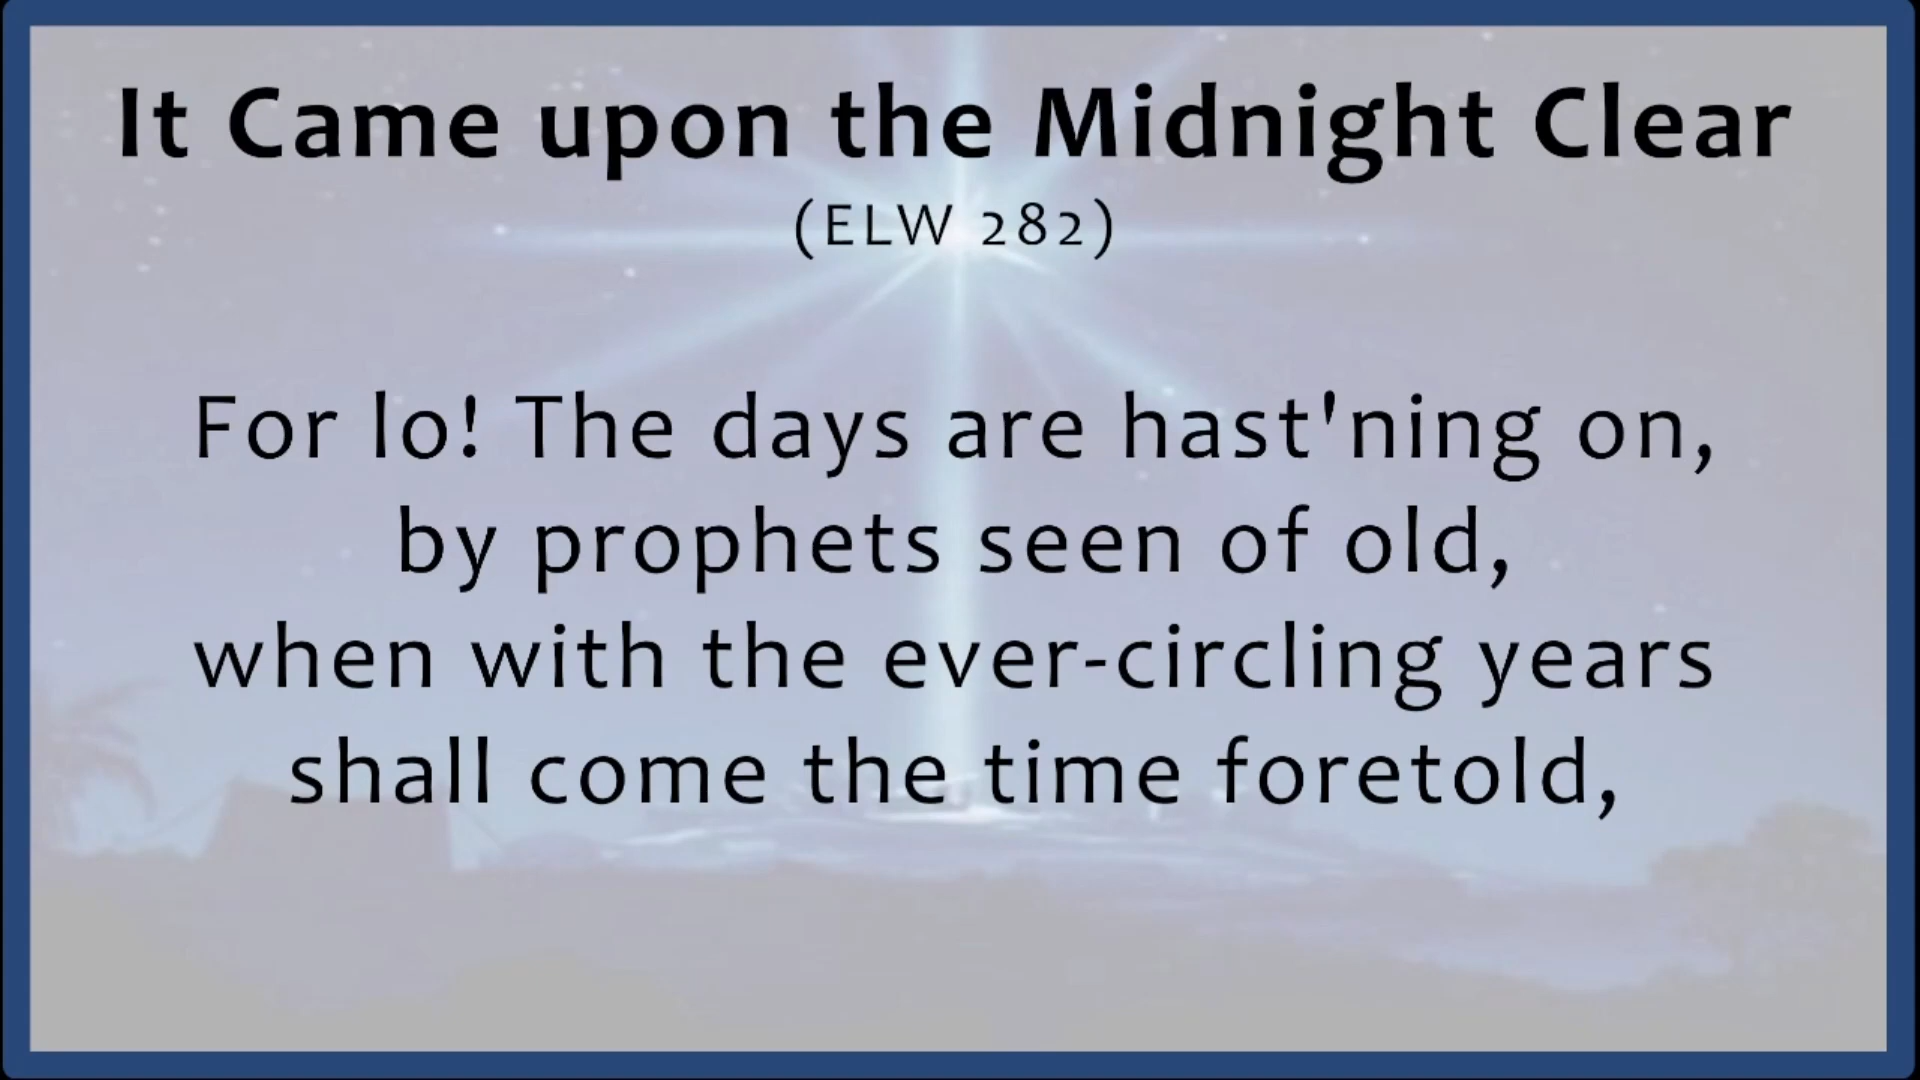 It Came upon the Midnight Clear
(ELW 282)
For lo! The days are hast'ning on,
by prophets seen of old,
when with the ever-circling years
shall come the time foretold,